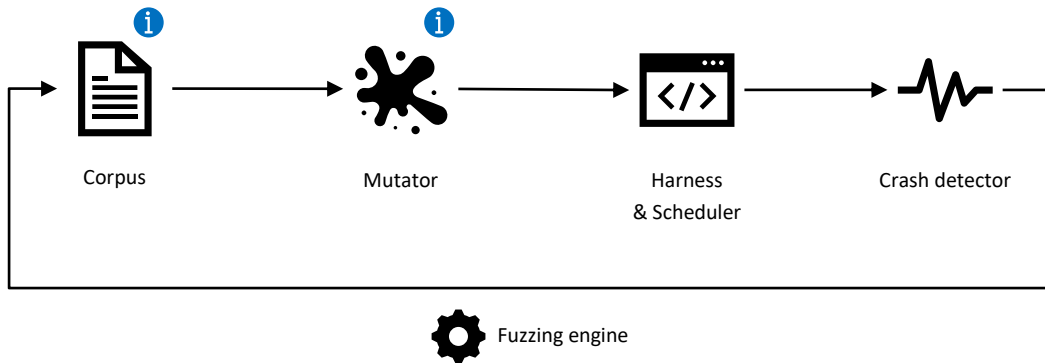 Corpus
Mutator
Harness
& Scheduler
Crash detector
Fuzzing engine